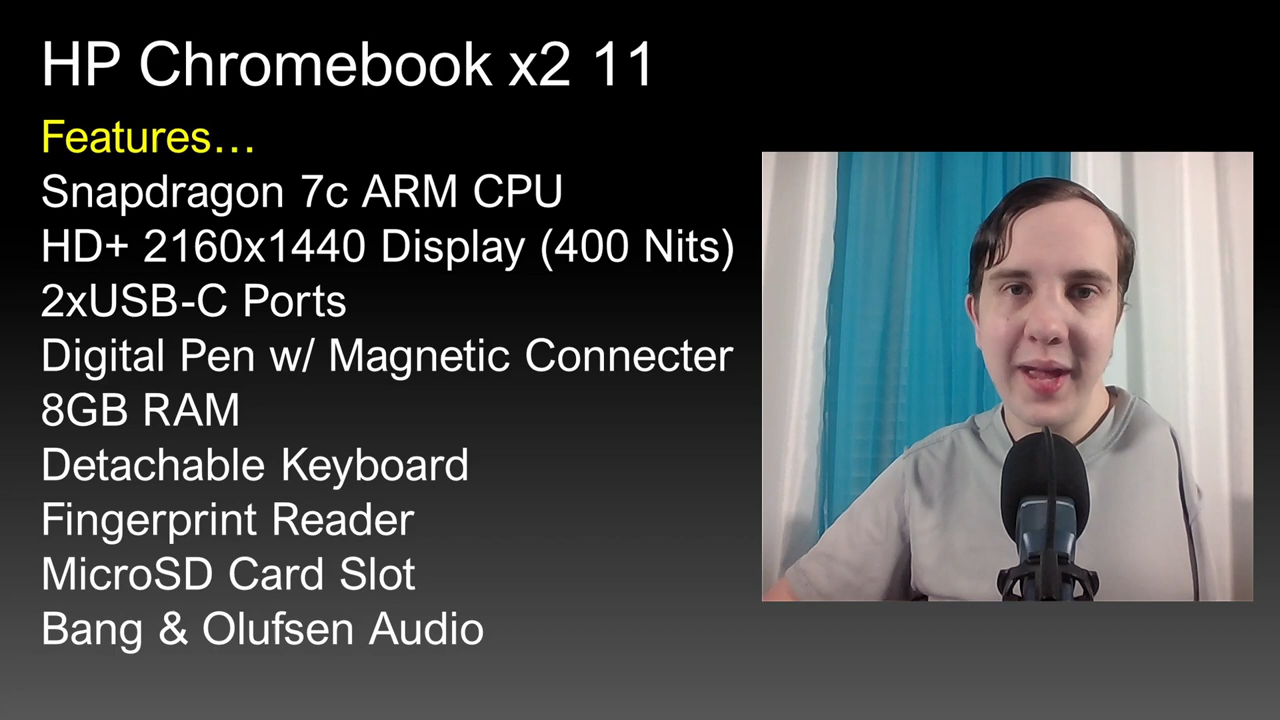 HP Chromebook x2 11
Features…
Snapdragon 7c ARM CPU
HD+ 2160x1440 Display (400 Nits)
2xUSB-C Ports
Digital Pen w/ Magnetic Connecter
8GB RAM
Detachable Keyboard
Fingerprint Reader
MicroSD Card Slot
Bang & Olufsen Audio